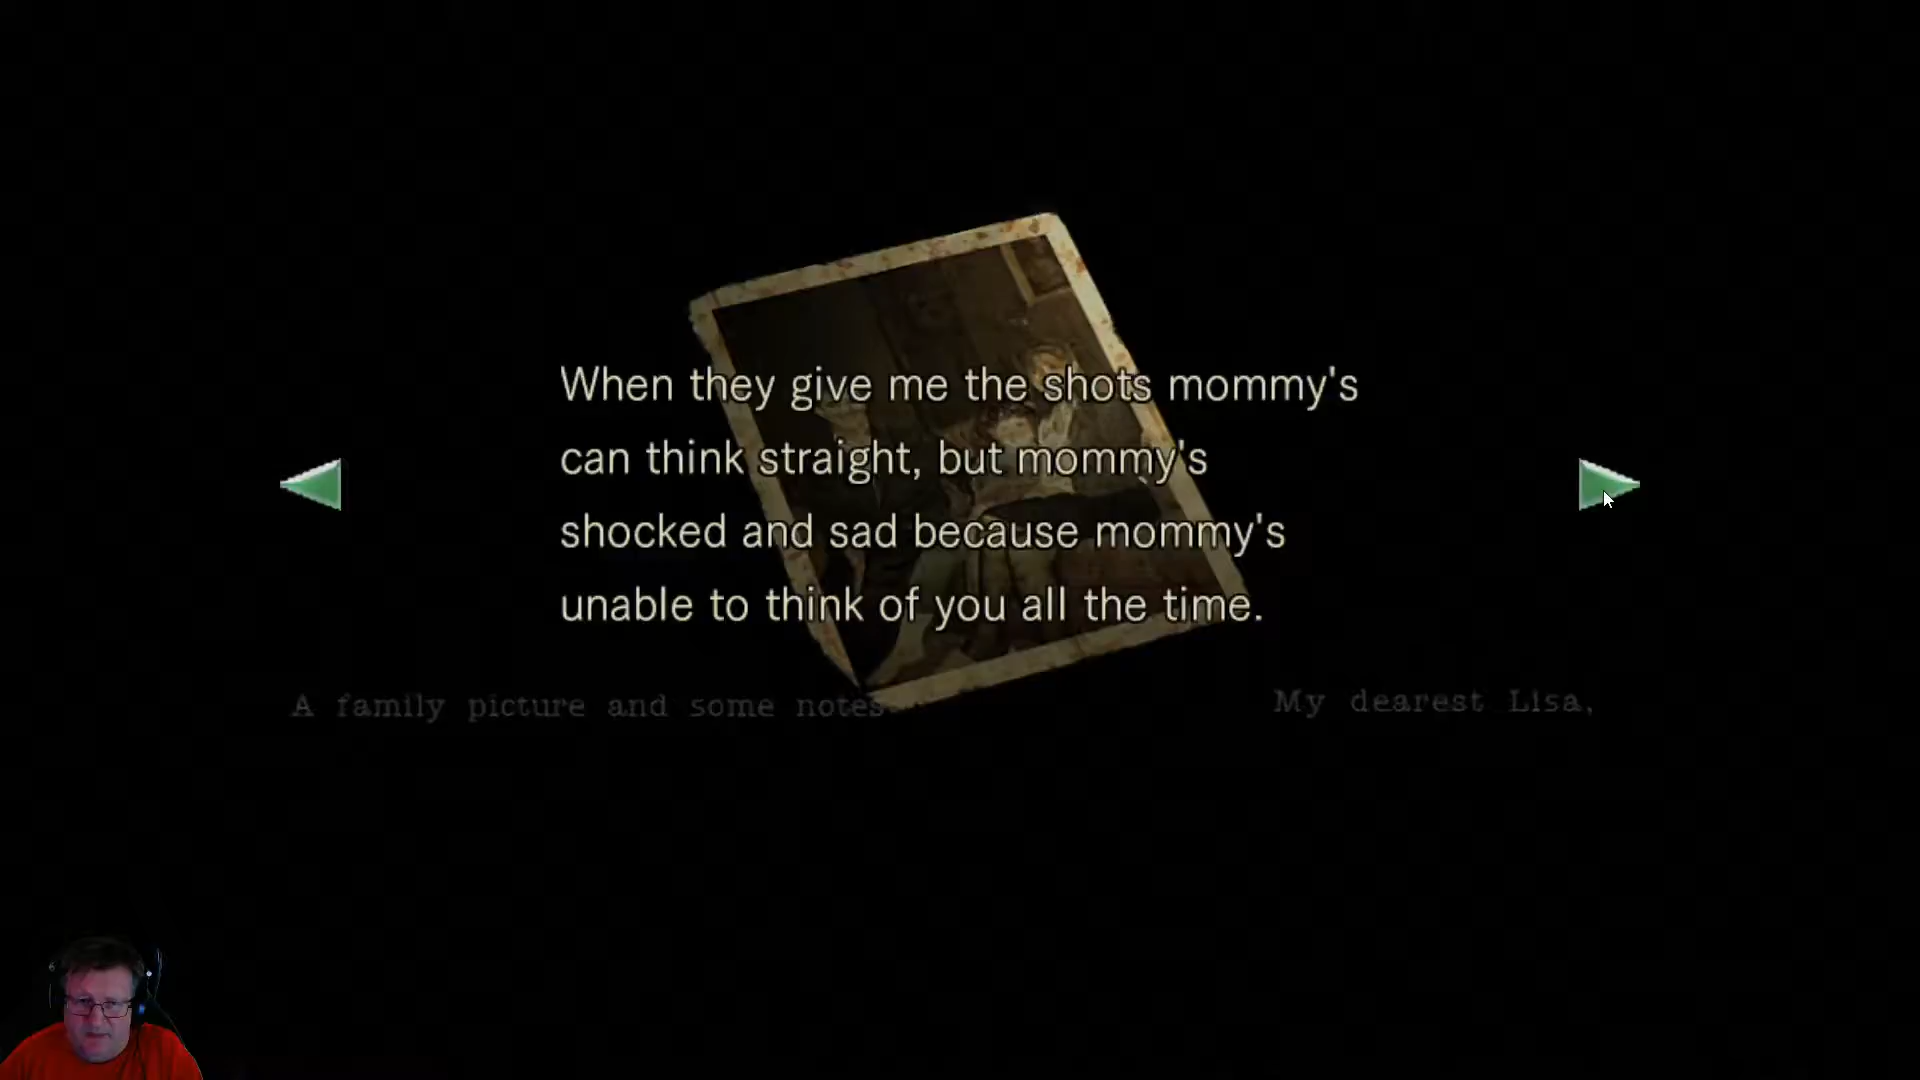 When they give me the shots mommy's
can think straight, but mommy's
shocked and sad because mommy's
unable to think of you all the time.
A family picture and some notes
My dearest Lisa,